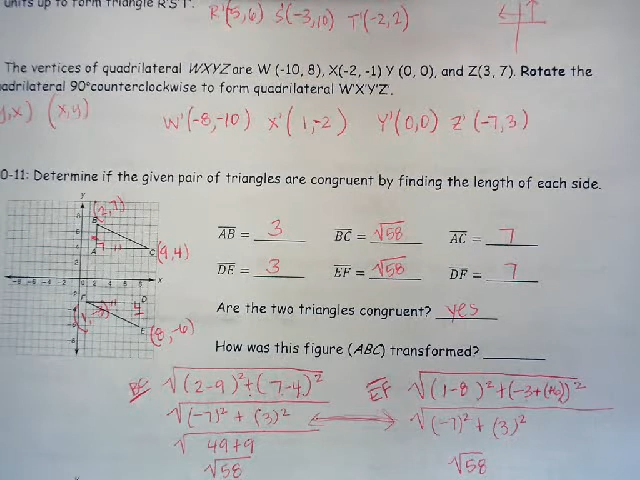 units up to form triangle R'S'T'.
R'(5,6) S'(-3,10) T'(-2,2)
The vertices of quadrilateral WXYZ are W (-10, 8), X(-2, -1) Y (0, 0), and Z(3, 7). Rotate the
adrilateral 90°counterclockwise to form quadrilateral W'X'Y'Z'.
y,x) (x,y)
W'(-8,-10) X'(1,-2) Y'(0,0) Z'(-7,3)
0-11: Determine if the given pair of triangles are congruent by finding the length of each side.
y
(2,7)
B
A
C (9,4)
x
F
D
4
E (8,-6)
AB = 3 BC = √58 AC = 7
DE = 3 EF = √58 DF = 7
Are the two triangles congruent? yes
How was this figure (ABC) transformed?
BC √(2-9)²+(7-4)² EF √(1-8)²+(-3+(+6))²
√(-7)² + (3)² √(-7)² + (3)²
√49+9
√58 √58